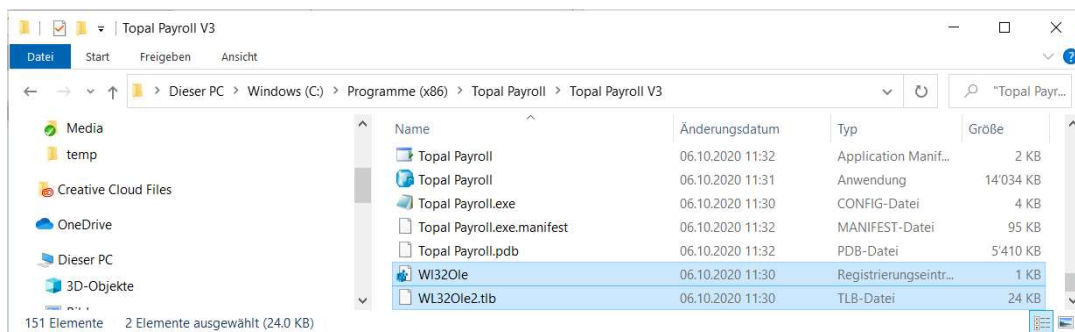 Topal Payroll V3
Datei Start Freigeben Ansicht
Dieser PC > Windows (C:) > Programme (x86) > Topal Payroll > Topal Payroll V3 "Topal Payr...
Name Änderungsdatum Typ Größe
Media
temp
Creative Cloud Files
OneDrive
Dieser PC
3D-Objekte
Topal Payroll 06.10.2020 11:32 Application Manif... 2 KB
Topal Payroll 06.10.2020 11:31 Anwendung 14'034 KB
Topal Payroll.exe 06.10.2020 11:30 CONFIG-Datei 4 KB
Topal Payroll.exe.manifest 06.10.2020 11:32 MANIFEST-Datei 95 KB
Topal Payroll.pdb 06.10.2020 11:32 PDB-Datei 5'410 KB
Wl32Ole 06.10.2020 11:30 Registrierungseintr... 1 KB
WL32Ole2.tlb 06.10.2020 11:30 TLB-Datei 24 KB
151 Elemente 2 Elemente ausgewählt (24.0 KB)